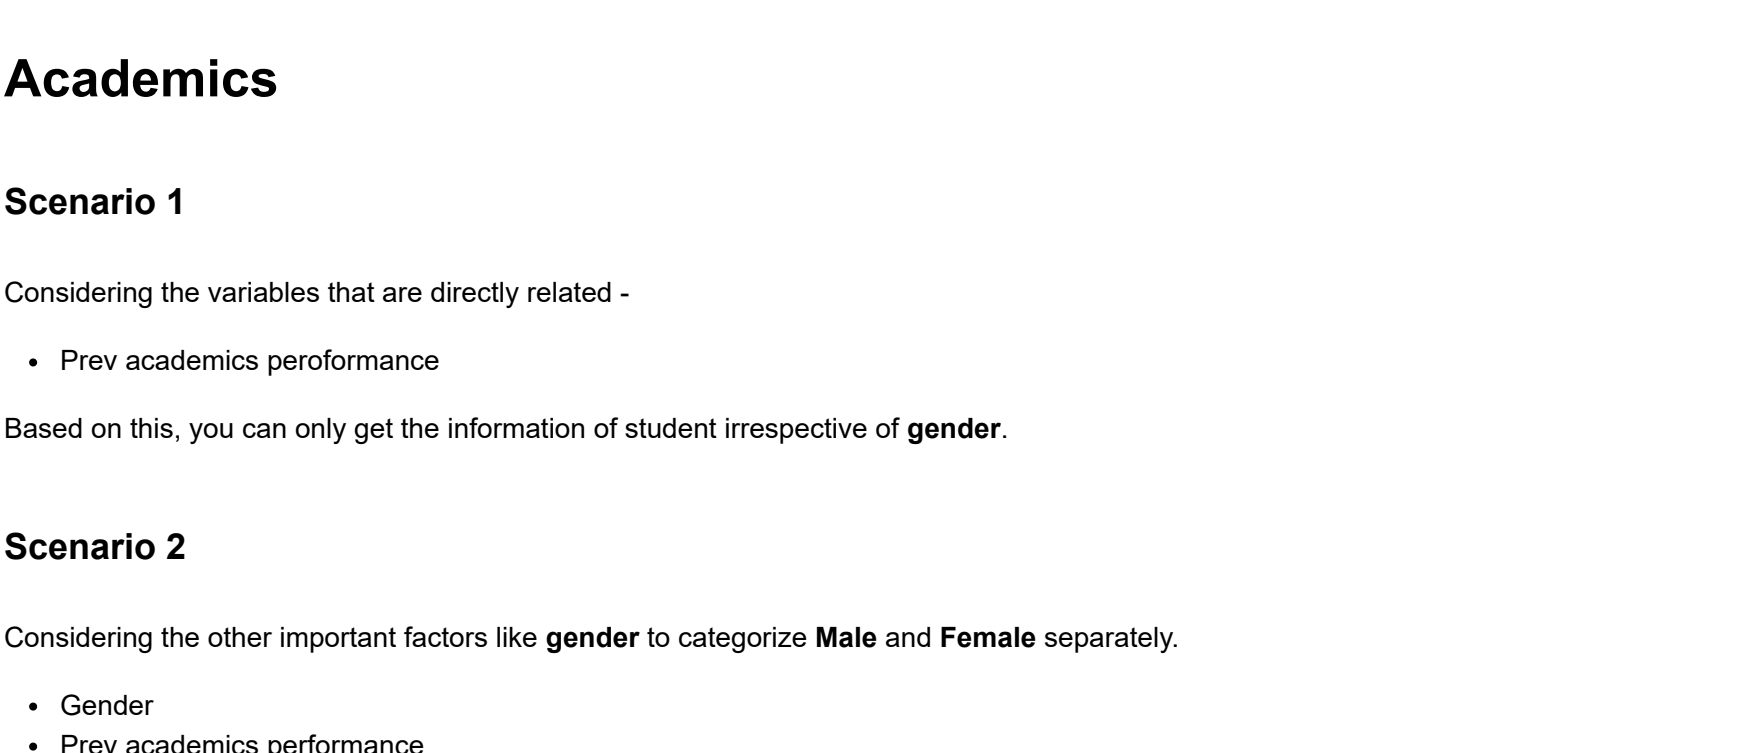 Academics
Scenario 1
Considering the variables that are directly related -
• Prev academics peroformance
Based on this, you can only get the information of student irrespective of gender.
Scenario 2
Considering the other important factors like gender to categorize Male and Female separately.
• Gender
• Prev academics performance